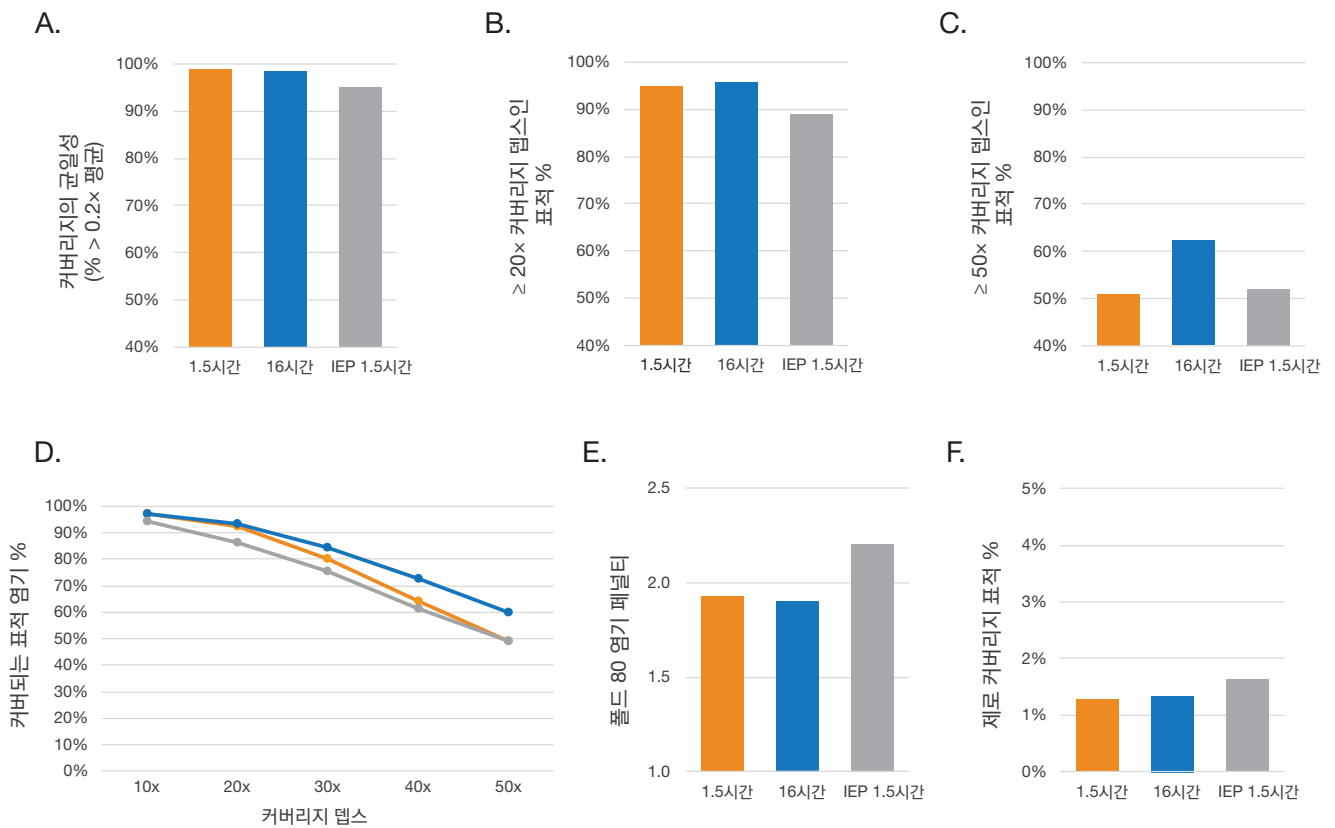 A.
커버리지의 균일성
(% > 0.2× 평균)
100%
90%
80%
70%
60%
50%
40%
1.5시간
16시간
IEP 1.5시간
B.
≥ 20× 커버리지 뎁스인
표적 %
100%
90%
80%
70%
60%
50%
40%
1.5시간
16시간
IEP 1.5시간
C.
≥ 50× 커버리지 뎁스인
표적 %
100%
90%
80%
70%
60%
50%
40%
1.5시간
16시간
IEP 1.5시간
D.
커버되는 표적 염기 %
100%
90%
80%
70%
60%
50%
40%
30%
20%
10%
0%
10x
20x
30x
40x
50x
커버리지 뎁스
E.
폴드 80 염기 페널티
2.5
2.0
1.5
1.0
1.5시간
16시간
IEP 1.5시간
F.
제로 커버리지 표적 %
5%
4%
3%
2%
1%
0%
1.5시간
16시간
IEP 1.5시간